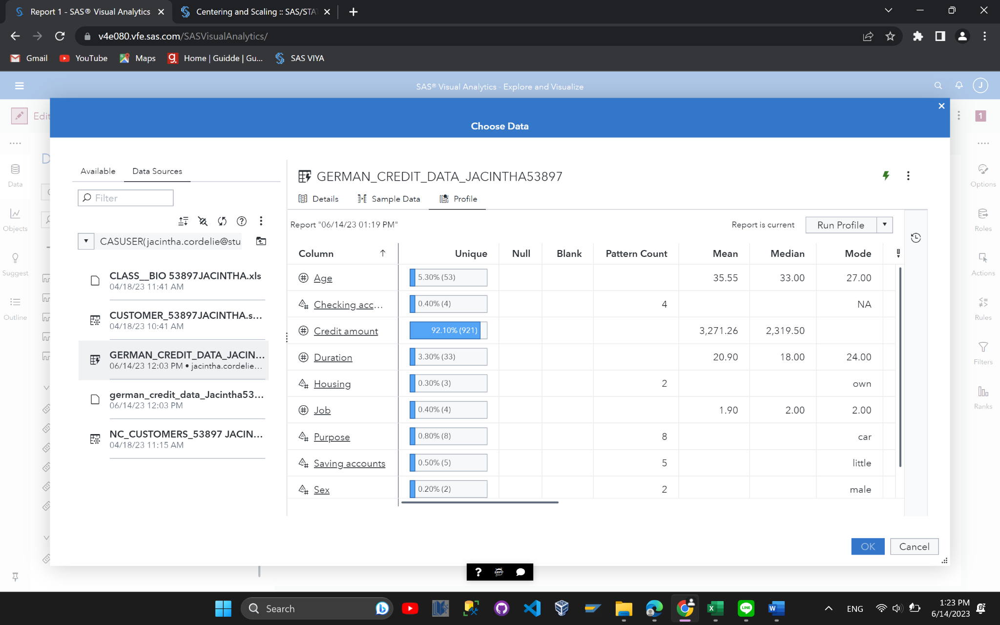 Report 1 - SAS® Visual Analytics
Centering and Scaling :: SAS/STAT
v4e080.vfe.sas.com/SASVisualAnalytics/
Gmail
YouTube
Maps
Home | Guidde | Gu...
SAS VIYA
SAS® Visual Analytics - Explore and Visualize
J
Edit
1
Choose Data
Data
Objects
Suggest
Outline
Options
Roles
Actions
Rules
Filters
Ranks
Available
Data Sources
Filter
CASUSER(jacintha.cordelie@stu
CLASS__BIO 53897JACINTHA.xls
04/18/23 11:41 AM
CUSTOMER_53897JACINTHA.s...
04/18/23 10:41 AM
GERMAN_CREDIT_DATA_JACIN...
06/14/23 12:03 PM • jacintha.cordelie...
german_credit_data_Jacintha53...
06/14/23 12:03 PM
NC_CUSTOMERS_53897 JACIN...
04/18/23 11:15 AM
GERMAN_CREDIT_DATA_JACINTHA53897
Details
Sample Data
Profile
Report "06/14/23 01:19 PM"
Report is current
Run Profile
Column Unique Null Blank Pattern Count Mean Median Mode
Age 5.30% (53) 35.55 33.00 27.00
Checking acc... 0.40% (4) 4 NA
Credit amount 92.10% (921) 3,271.26 2,319.50
Duration 3.30% (33) 20.90 18.00 24.00
Housing 0.30% (3) 2 own
Job 0.40% (4) 1.90 2.00 2.00
Purpose 0.80% (8) 8 car
Saving accounts 0.50% (5) 5 little
Sex 0.20% (2) 2 male
OK
Cancel
Search
ENG
1:23 PM
6/14/2023